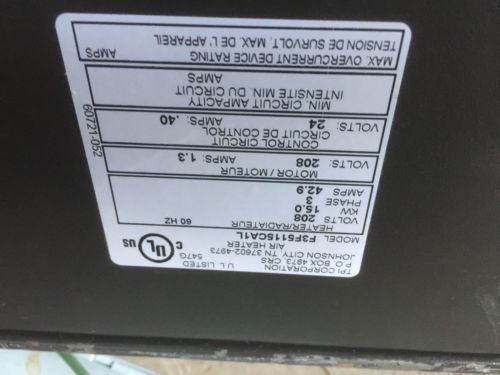 TPI CORPORATION
P.O. BOX 4973, CRS
JOHNSON CITY, TN 37602-4973
U.L. LISTED
547G
AIR HEATER
C UL US
MODEL F3F5115CA1L
HEATER/RADIATEUR
60 HZ
VOLTS 208
KW 15.0
PHASE 3
AMPS 42.9
MOTOR / MOTEUR
VOLTS: 208 AMPS: 1.3
CONTROL CIRCUIT
CIRCUIT DE CONTROL
VOLTS: 24 AMPS: .40
MIN. CIRCUIT AMPACITY
INTENSITE MIN. DU CIRCUIT
AMPS
MAX. OVERCURRENT DEVICE RATING
TENSION DE SURVOLT, MAX. DE L' APPAREIL
AMPS
60721-052